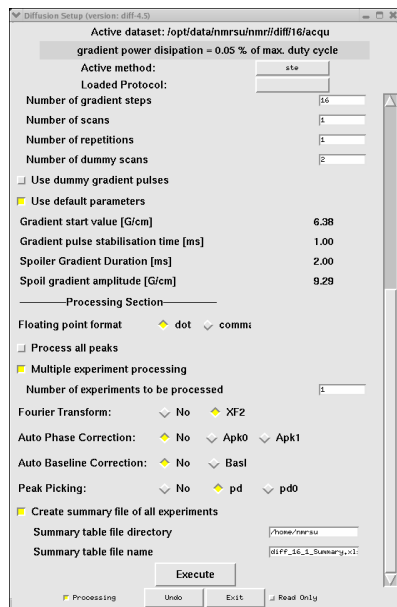 Diffusion Setup (version: diff-4.5)
Active dataset: /opt/data/nmrsu/nmr//diff/16/acqu
gradient power disipation = 0.05 % of max. duty cycle
Active method: ste
Loaded Protocol:
Number of gradient steps 16
Number of scans 1
Number of repetitions 1
Number of dummy scans 2
Use dummy gradient pulses
Use default parameters
Gradient start value [G/cm] 6.38
Gradient pulse stabilisation time [ms] 1.00
Spoiler Gradient Duration [ms] 2.00
Spoil gradient amplitude [G/cm] 9.29
Processing Section
Floating point format dot comma
Process all peaks
Multiple experiment processing
Number of experiments to be processed 1
Fourier Transform: No XF2
Auto Phase Correction: No Apk0 Apk1
Auto Baseline Correction: No Basl
Peak Picking: No pd pd0
Create summary file of all experiments
Summary table file directory /home/nmrsu
Summary table file name diff_16_1_Summary.xl
Execute
Processing Undo Exit Read Only